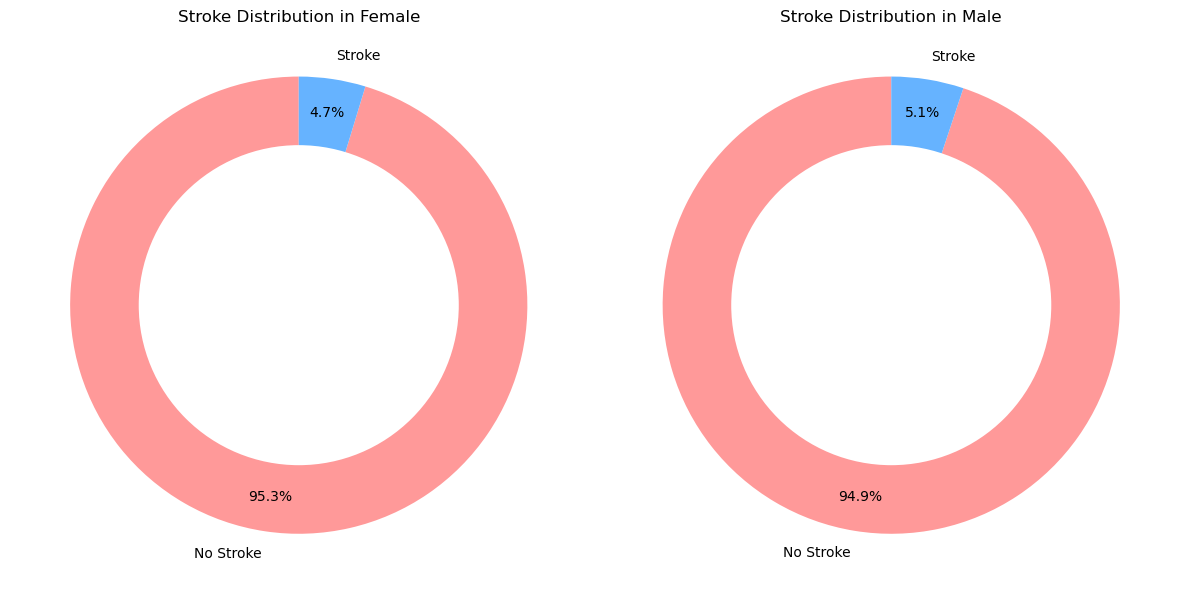 Stroke Distribution in Female
Stroke
4.7%
95.3%
No Stroke
Stroke Distribution in Male
Stroke
5.1%
94.9%
No Stroke